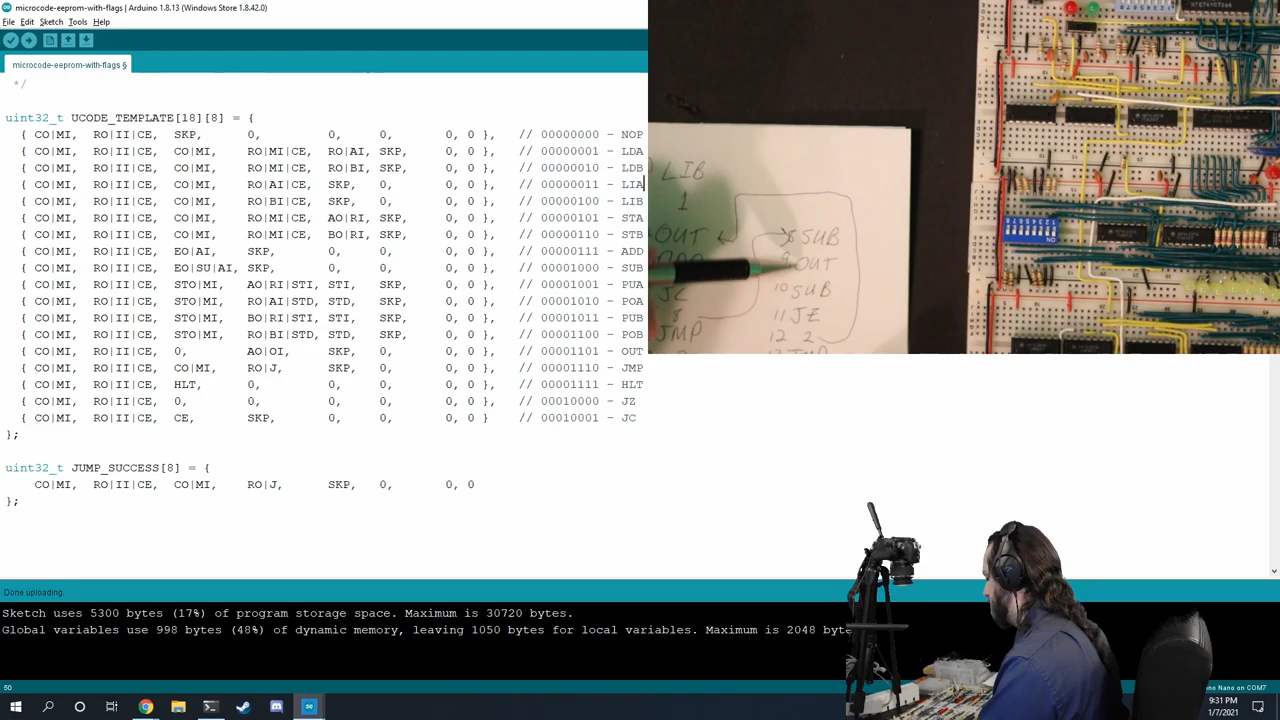 microcode-eeprom-with-flags | Arduino 1.8.13 (Windows Store 1.8.42.0)
File Edit Sketch Tools Help
microcode-eeprom-with-flags §
*/
uint32_t UCODE_TEMPLATE[18][8] = {
{ CO|MI, RO|II|CE, SKP, 0, 0, 0, 0, 0 }, // 00000000 - NOP
{ CO|MI, RO|II|CE, CO|MI, RO|MI|CE, RO|AI, SKP, 0, 0 }, // 00000001 - LDA
{ CO|MI, RO|II|CE, CO|MI, RO|MI|CE, RO|BI, SKP, 0, 0 }, // 00000010 - LDB
{ CO|MI, RO|II|CE, CO|MI, RO|AI|CE, SKP, 0, 0, 0 }, // 00000011 - LIA
{ CO|MI, RO|II|CE, CO|MI, RO|BI|CE, SKP, 0, 0, 0 }, // 00000100 - LIB
{ CO|MI, RO|II|CE, CO|MI, RO|MI|CE, AO|RI, SKP, 0, 0 }, // 00000101 - STA
{ CO|MI, RO|II|CE, CO|MI, RO|MI|CE, BO|RI, SKP, 0, 0 }, // 00000110 - STB
{ CO|MI, RO|II|CE, EO|AI, SKP, 0, 0, 0, 0 }, // 00000111 - ADD
{ CO|MI, RO|II|CE, EO|SU|AI, SKP, 0, 0, 0, 0 }, // 00001000 - SUB
{ CO|MI, RO|II|CE, STO|MI, AO|RI|STI, STI, SKP, 0, 0 }, // 00001001 - PUA
{ CO|MI, RO|II|CE, STO|MI, RO|AI|STD, STD, SKP, 0, 0 }, // 00001010 - POA
{ CO|MI, RO|II|CE, STO|MI, BO|RI|STI, STI, SKP, 0, 0 }, // 00001011 - PUB
{ CO|MI, RO|II|CE, STO|MI, RO|BI|STD, STD, SKP, 0, 0 }, // 00001100 - POB
{ CO|MI, RO|II|CE, 0, AO|OI, SKP, 0, 0, 0 }, // 00001101 - OUT
{ CO|MI, RO|II|CE, CO|MI, RO|J, SKP, 0, 0, 0 }, // 00001110 - JMP
{ CO|MI, RO|II|CE, HLT, 0, 0, 0, 0, 0 }, // 00001111 - HLT
{ CO|MI, RO|II|CE, 0, 0, 0, 0, 0, 0 }, // 00010000 - JZ
{ CO|MI, RO|II|CE, CE, SKP, 0, 0, 0, 0 } // 00010001 - JC
};
uint32_t JUMP_SUCCESS[8] = {
CO|MI, RO|II|CE, CO|MI, RO|J, SKP, 0, 0, 0
};
LIB
1
OUT 8 SUB
OUT
10 SUB
JC 11 JZ
JMP 12 2
Done uploading.
Sketch uses 5300 bytes (17%) of program storage space. Maximum is 30720 bytes.
Global variables use 998 bytes (48%) of dynamic memory, leaving 1050 bytes for local variables. Maximum is 2048 byte
50
no Nano on COM7
9:31 PM
1/7/2021